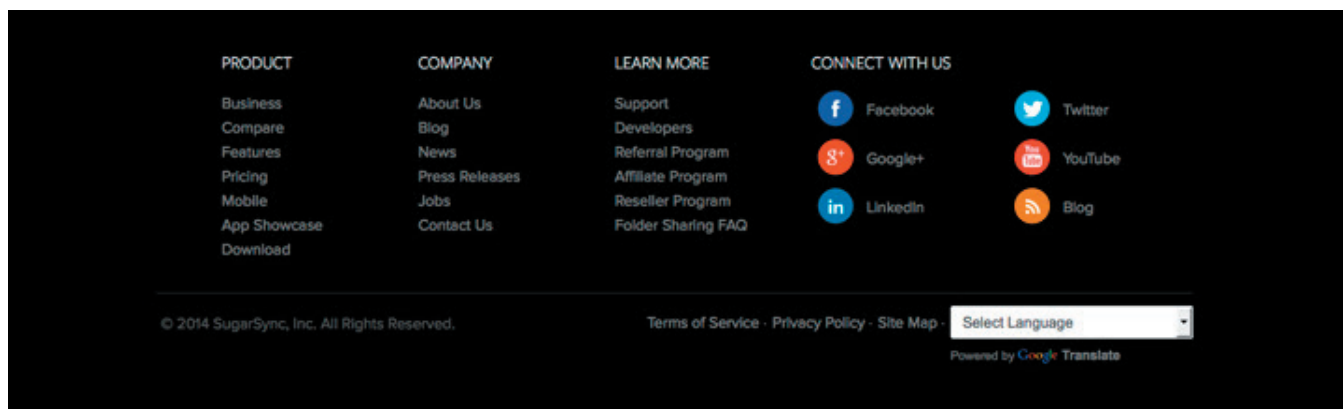 PRODUCT
Business
Compare
Features
Pricing
Mobile
App Showcase
Download
COMPANY
About Us
Blog
News
Press Releases
Jobs
Contact Us
LEARN MORE
Support
Developers
Referral Program
Affiliate Program
Reseller Program
Folder Sharing FAQ
CONNECT WITH US
f Facebook
Twitter
g+ Google+
You Tube YouTube
in LinkedIn
Blog
© 2014 SugarSync, Inc. All Rights Reserved.
Terms of Service · Privacy Policy · Site Map · Select Language
Powered by Google Translate